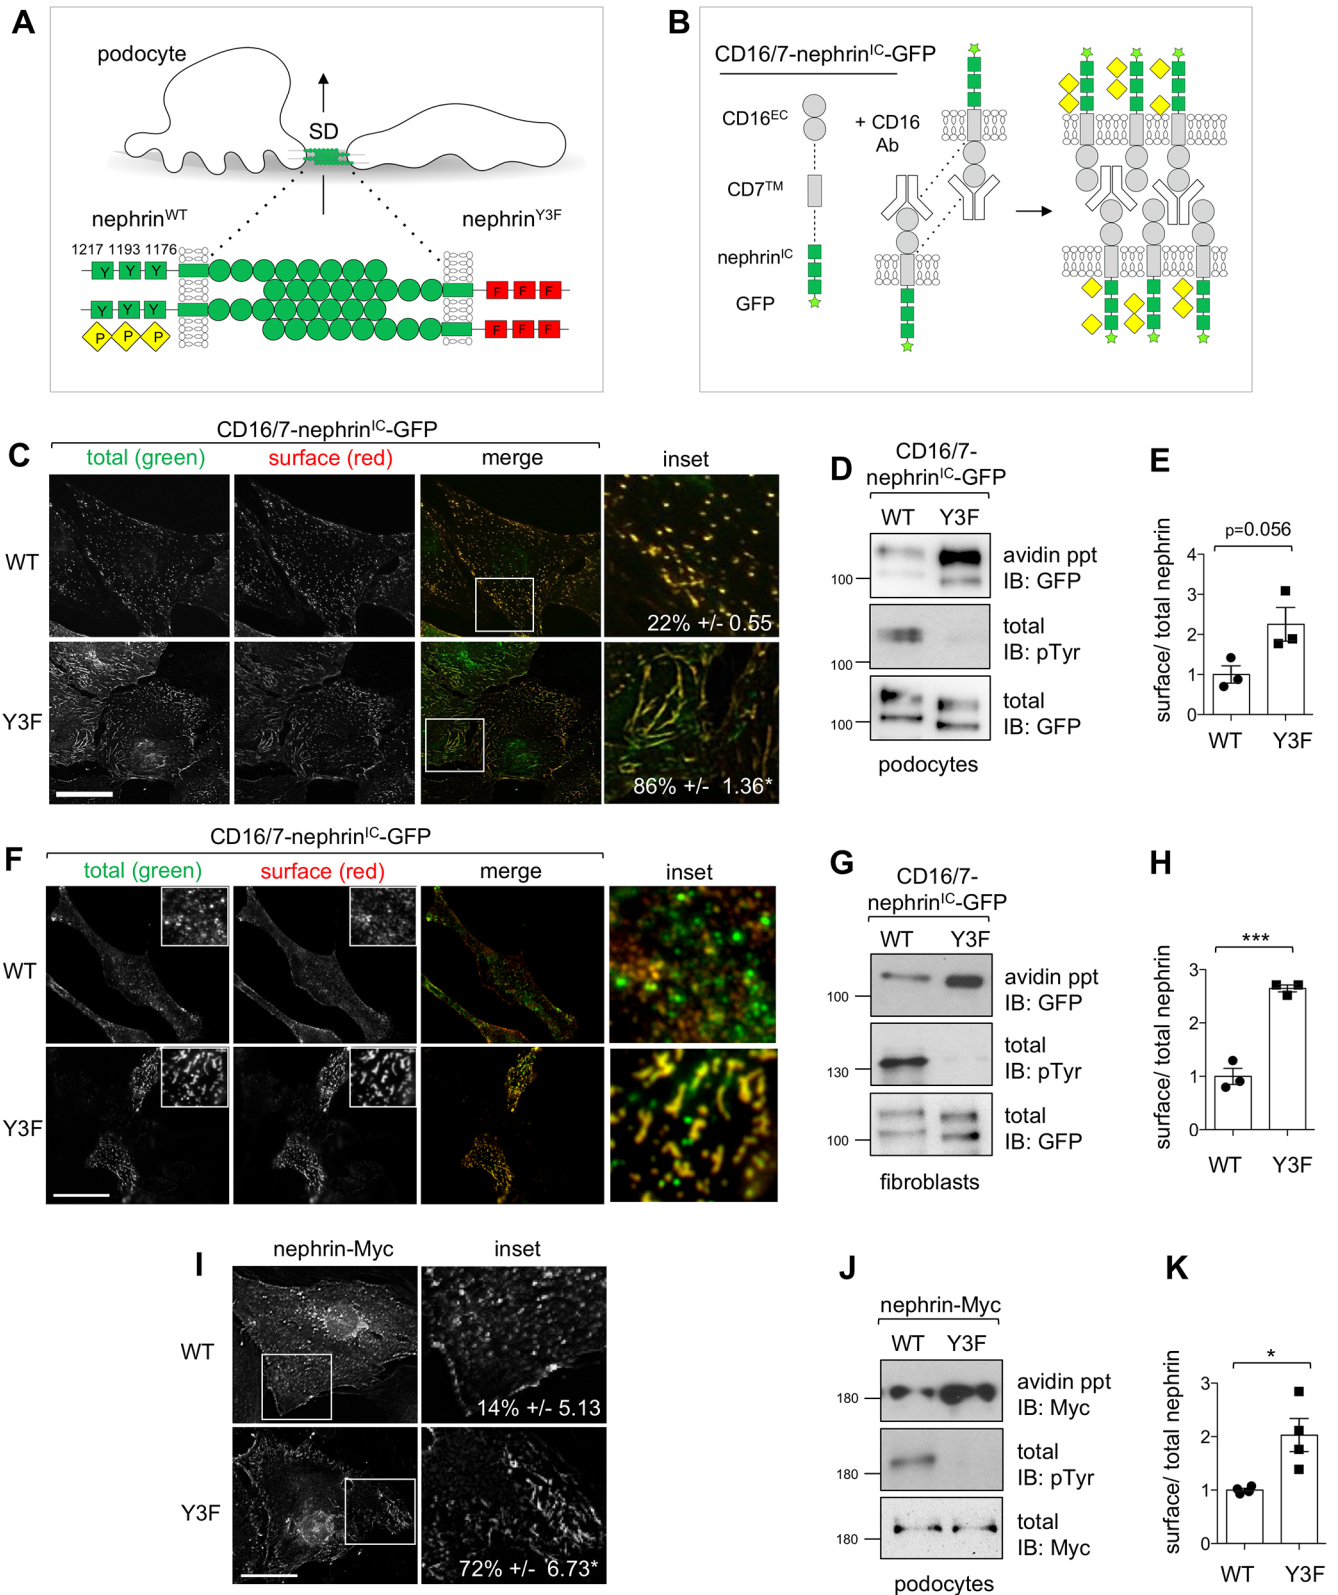 A
podocyte
SD
nephrinWT
nephrinY3F
1217 1193 1176
Y Y Y
F F F
Y Y Y
P P P
F F F
B
CD16/7-nephrinIC-GFP
CD16EC
+ CD16
Ab
CD7TM
nephrinIC
GFP
C
CD16/7-nephrinIC-GFP
total (green)
surface (red)
merge
inset
WT
22% +/- 0.55
Y3F
86% +/- 1.36*
D
CD16/7-
nephrinIC-GFP
WT Y3F
100
avidin ppt
IB: GFP
100
total
IB: pTyr
100
total
IB: GFP
podocytes
E
p=0.056
surface/ total nephrin
4
3
2
1
0
WT Y3F
F
CD16/7-nephrinIC-GFP
total (green)
surface (red)
merge
inset
WT
Y3F
G
CD16/7-
nephrinIC-GFP
WT Y3F
100
avidin ppt
IB: GFP
130
total
IB: pTyr
100
total
IB: GFP
fibroblasts
H
***
surface/ total nephrin
3
2
1
0
WT Y3F
I
nephrin-Myc
inset
WT
14% +/- 5.13
Y3F
72% +/- 6.73*
J
nephrin-Myc
WT Y3F
180
avidin ppt
IB: Myc
180
total
IB: pTyr
180
total
IB: Myc
podocytes
K
*
surface/ total nephrin
3
2
1
0
WT Y3F